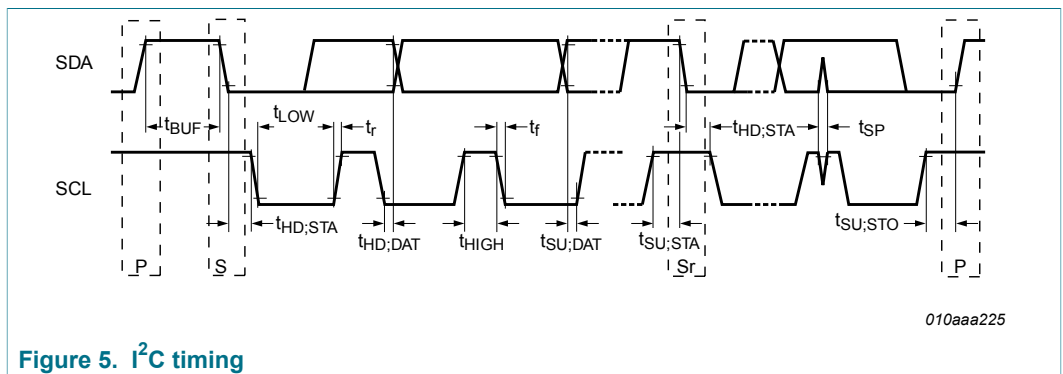 SDA
tBUF
tLOW
tr
tf
tHD;STA
tSP
SCL
tHD;STA
tHD;DAT
tHIGH
tSU;DAT
tSU;STA
tSU;STO
P
S
Sr
P
010aaa225
Figure 5. I²C timing